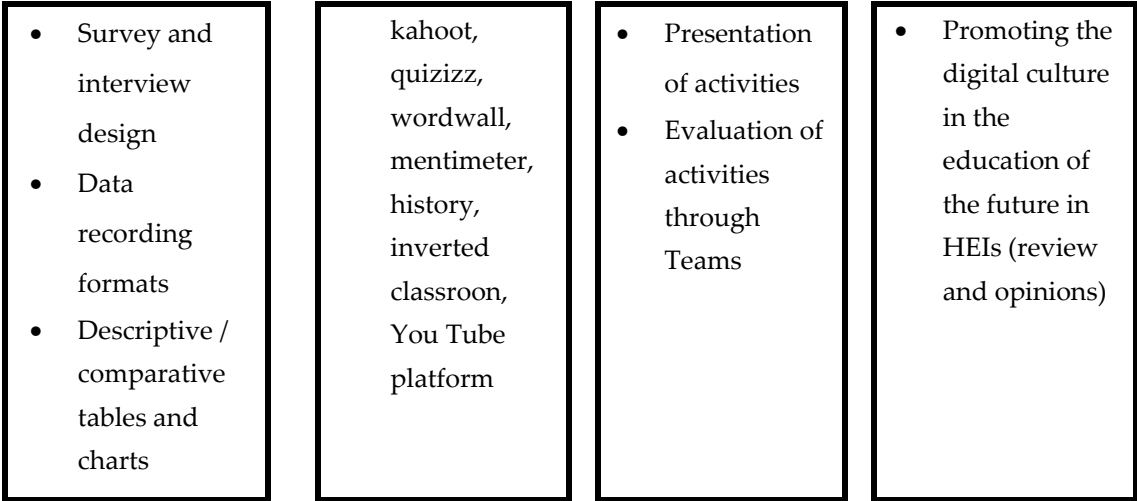 • Survey and
interview
design
• Data
recording
formats
• Descriptive /
comparative
tables and
charts
kahoot,
quizizz,
wordwall,
mentimeter,
history,
inverted
classroon,
You Tube
platform
• Presentation
of activities
• Evaluation of
activities
through
Teams
• Promoting the
digital culture
in the
education of
the future in
HEIs (review
and opinions)